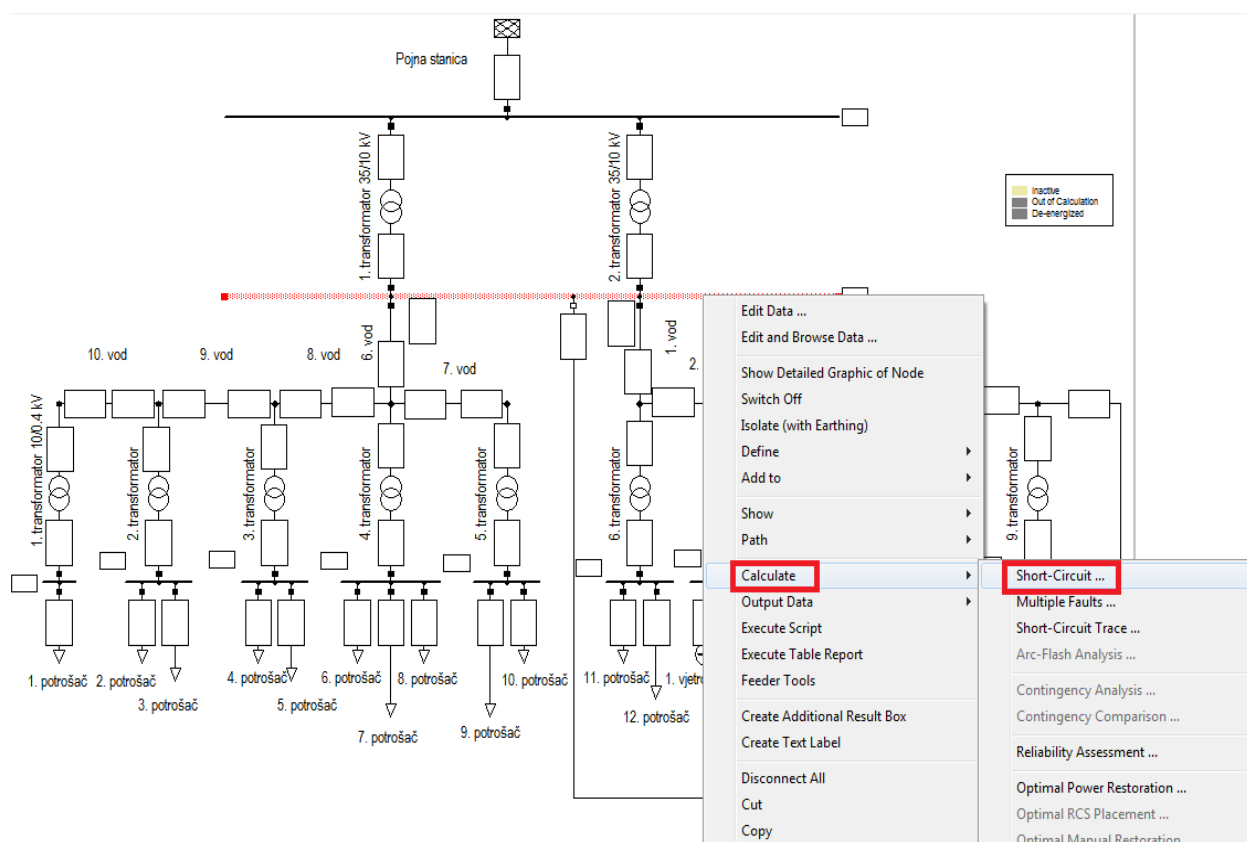 Pojna stanica
1. transformator 35/10 kV
2. transformator 35/10 kV
Inactive
Out of Calculation
De-energized
10. vod
9. vod
8. vod
6. vod
7. vod
1. vod
2.
1. transformator 10/0.4 kV
2. transformator
3. transformator
4. transformator
5. transformator
6. transformator
9. transformator
1. potrošač
2. potrošač
3. potrošač
4. potrošač
5. potrošač
6. potrošač
7. potrošač
8. potrošač
9. potrošač
10. potrošač
11. potrošač
12. potrošač
1. vjetro
Edit Data ...
Edit and Browse Data ...
Show Detailed Graphic of Node
Switch Off
Isolate (with Earthing)
Define
Add to
Show
Path
Calculate
Output Data
Execute Script
Execute Table Report
Feeder Tools
Create Additional Result Box
Create Text Label
Disconnect All
Cut
Copy
Short-Circuit ...
Multiple Faults ...
Short-Circuit Trace ...
Arc-Flash Analysis ...
Contingency Analysis ...
Contingency Comparison ...
Reliability Assessment ...
Optimal Power Restoration ...
Optimal RCS Placement ...
Optimal Manual Restoration